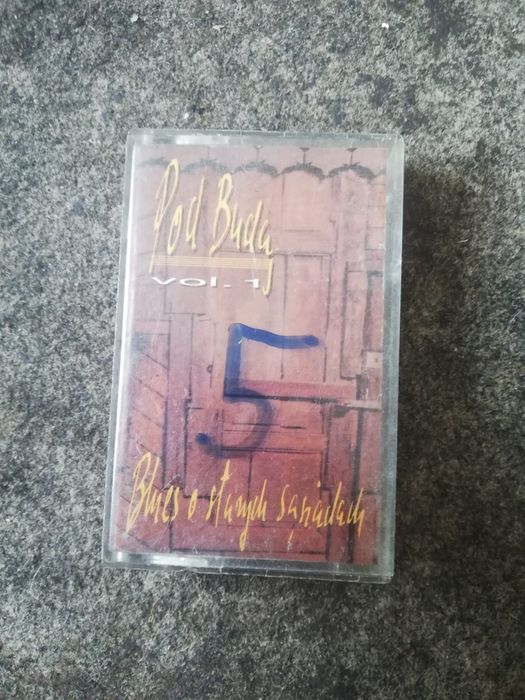 Pod Budą
vol. 1
5
Blues o starych sąsiadach